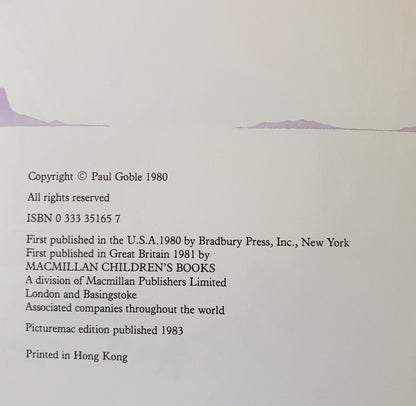 Copyright © Paul Goble 1980
All rights reserved
ISBN 0 333 35165 7
First published in the U.S.A.1980 by Bradbury Press, Inc., New York
First published in Great Britain 1981 by
MACMILLAN CHILDREN'S BOOKS
A division of Macmillan Publishers Limited
London and Basingstoke
Associated companies throughout the world
Picturemac edition published 1983
Printed in Hong Kong